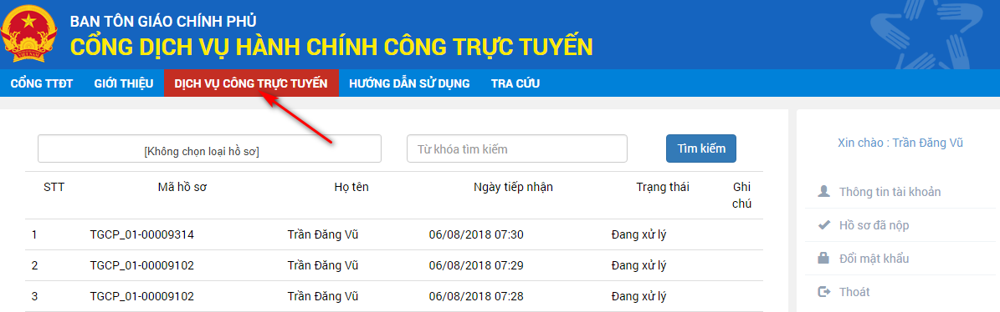 BAN TÔN GIÁO CHÍNH PHỦ
CỔNG DỊCH VỤ HÀNH CHÍNH CÔNG TRỰC TUYẾN
CỔNG TTĐT GIỚI THIỆU DỊCH VỤ CÔNG TRỰC TUYẾN HƯỚNG DẪN SỬ DỤNG TRA CỨU
[Không chọn loại hồ sơ] Từ khóa tìm kiếm Tìm kiếm
STT Mã hồ sơ Họ tên Ngày tiếp nhận Trạng thái Ghi chú
1 TGCP_01-00009314 Trần Đăng Vũ 06/08/2018 07:30 Đang xử lý
2 TGCP_01-00009102 Trần Đăng Vũ 06/08/2018 07:29 Đang xử lý
3 TGCP_01-00009102 Trần Đăng Vũ 06/08/2018 07:28 Đang xử lý
Xin chào : Trần Đăng Vũ
Thông tin tài khoản
Hồ sơ đã nộp
Đổi mật khẩu
Thoát